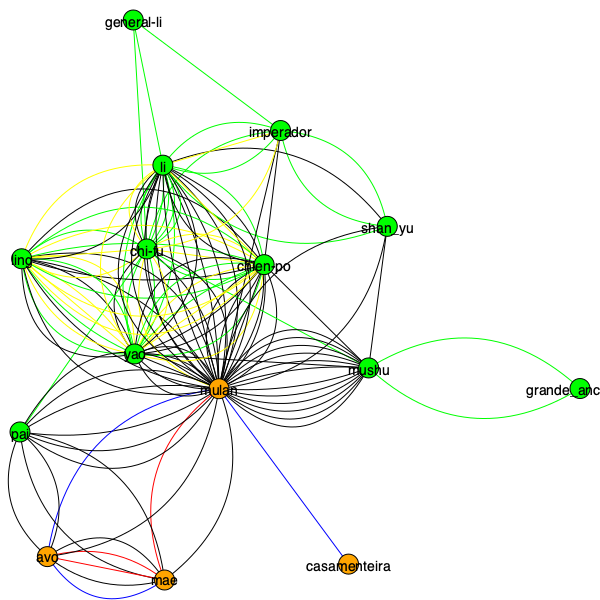 general-li
imperador
li
shan_yu
chi-fu
ling
chien-po
yao
mushu
mulan
grande_anc
pai
avo
mae
casamenteira